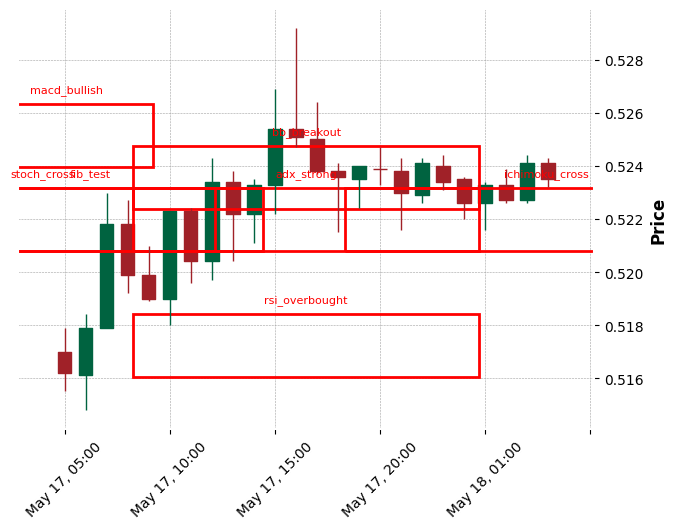 macd_bullish
stoch_cross
fib_test
bb_breakout
adx_strong
ichimoku_cross
rsi_overbought
0.528
0.526
0.524
0.522
0.520
0.518
0.516
Price
May 17, 05:00
May 17, 10:00
May 17, 15:00
May 17, 20:00
May 18, 01:00